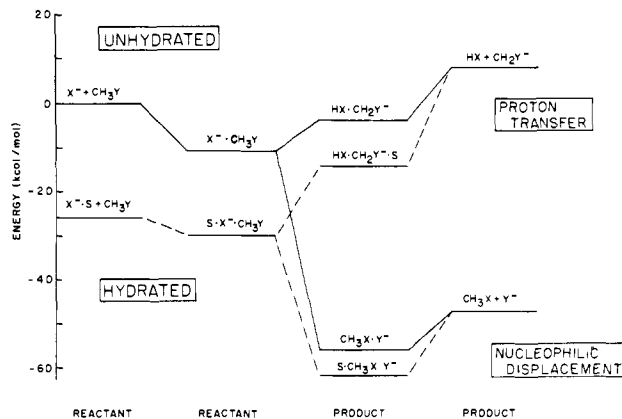 20
UNHYDRATED
HX + CH₂Y⁻
X⁻ + CH₃Y
0
HX · CH₂Y⁻
PROTON
TRANSFER
X⁻ · CH₃Y
HX · CH₂Y⁻ · S
ENERGY (kcal/mol)
-20
X⁻ · S + CH₃Y
S · X⁻ · CH₃Y
-40
HYDRATED
CH₃X + Y⁻
CH₃X · Y⁻
NUCLEOPHILIC
DISPLACEMENT
-60
S · CH₃X Y⁻
REACTANT REACTANT PRODUCT PRODUCT